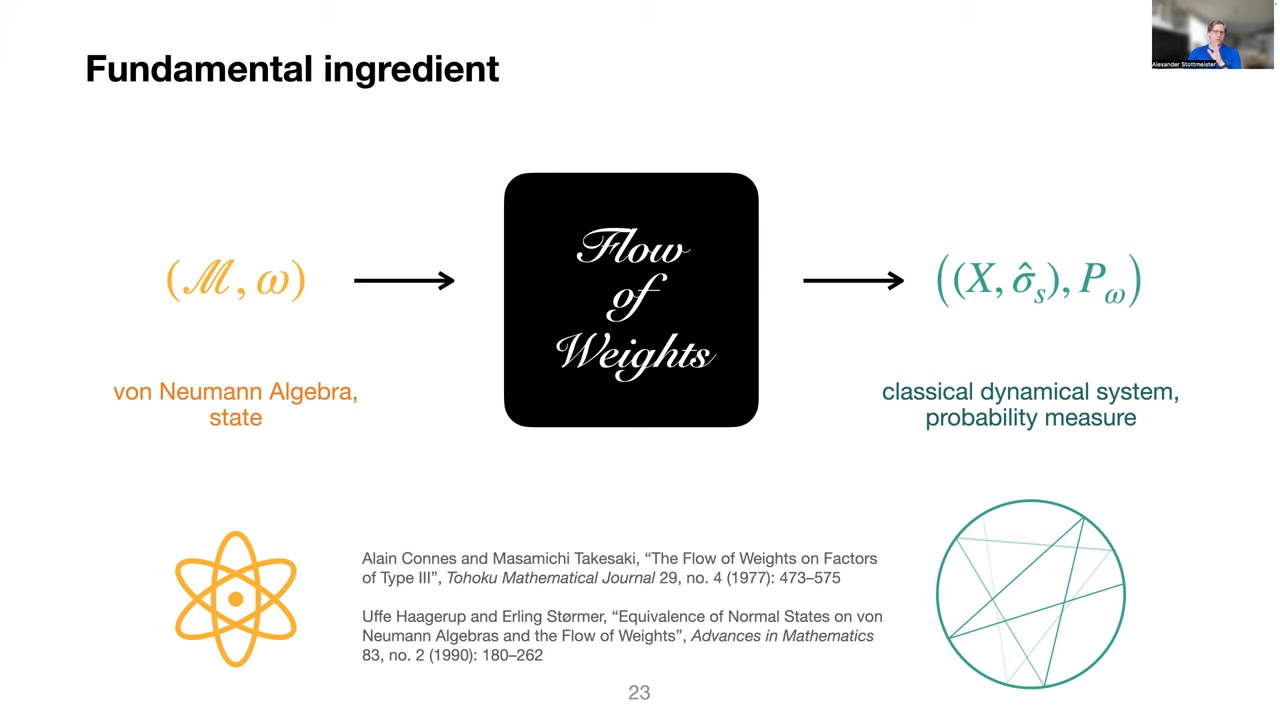 Fundamental ingredient
Alexander Stottmeister
(ℳ, ω)
Flow
of
Weights
((X, σ̂ₛ), P_ω)
von Neumann Algebra,
state
classical dynamical system,
probability measure
Alain Connes and Masamichi Takesaki, “The Flow of Weights on Factors
of Type III”, Tohoku Mathematical Journal 29, no. 4 (1977): 473–575
Uffe Haagerup and Erling Størmer, “Equivalence of Normal States on von
Neumann Algebras and the Flow of Weights”, Advances in Mathematics
83, no. 2 (1990): 180–262
23